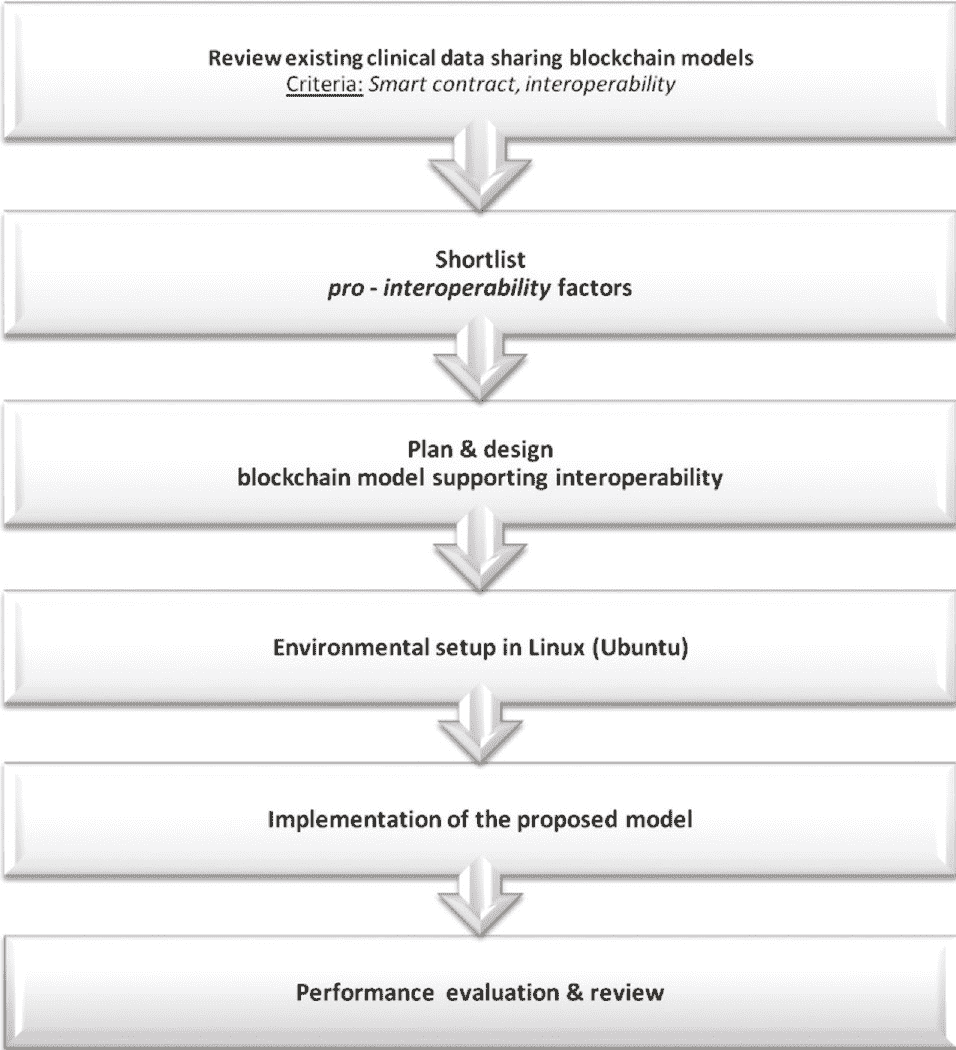 Review existing clinical data sharing blockchain models
Criteria: Smart contract, interoperability
Shortlist
pro - interoperability factors
Plan & design
blockchain model supporting interoperability
Environmental setup in Linux (Ubuntu)
Implementation of the proposed model
Performance evaluation & review